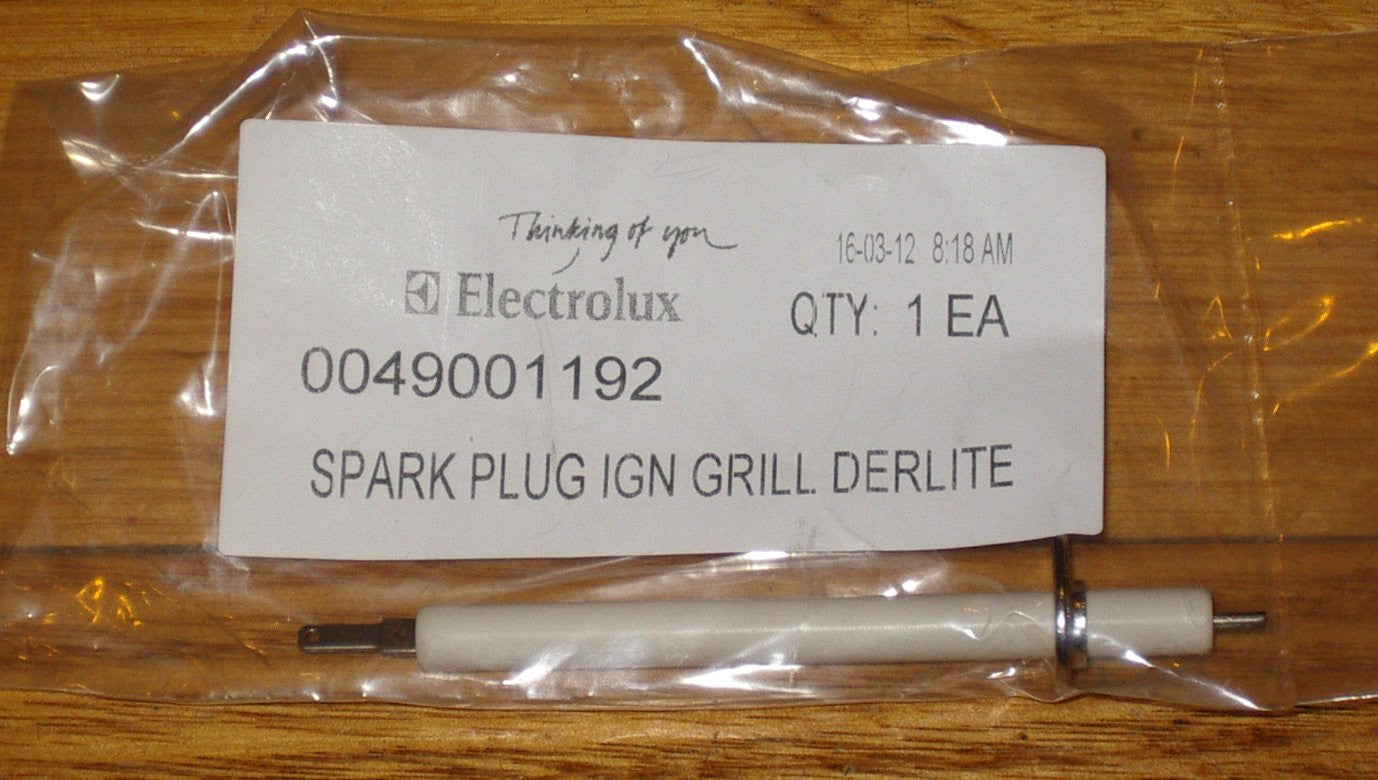 Thinking of you
16-03-12 8:18 AM
Electrolux
QTY: 1 EA
0049001192
SPARK PLUG IGN GRILL DERLITE